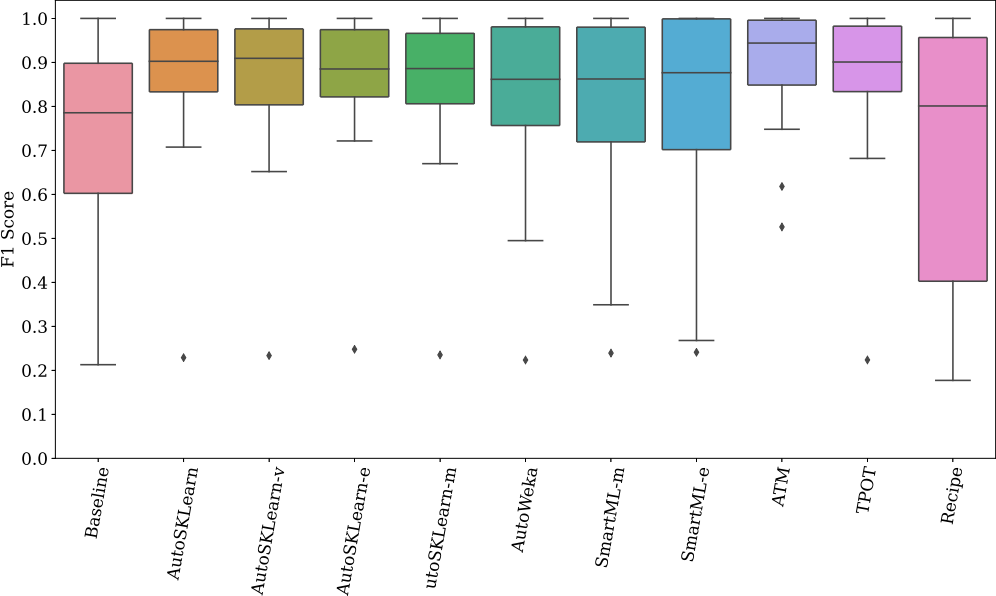 1.0
0.9
0.8
0.7
0.6
0.5
0.4
0.3
0.2
0.1
0.0
F1 Score
Baseline
AutoSKLearn
AutoSKLearn-v
AutoSKLearn-e
utoSKLearn-m
AutoWeka
SmartML-m
SmartML-e
ATM
TPOT
Recipe